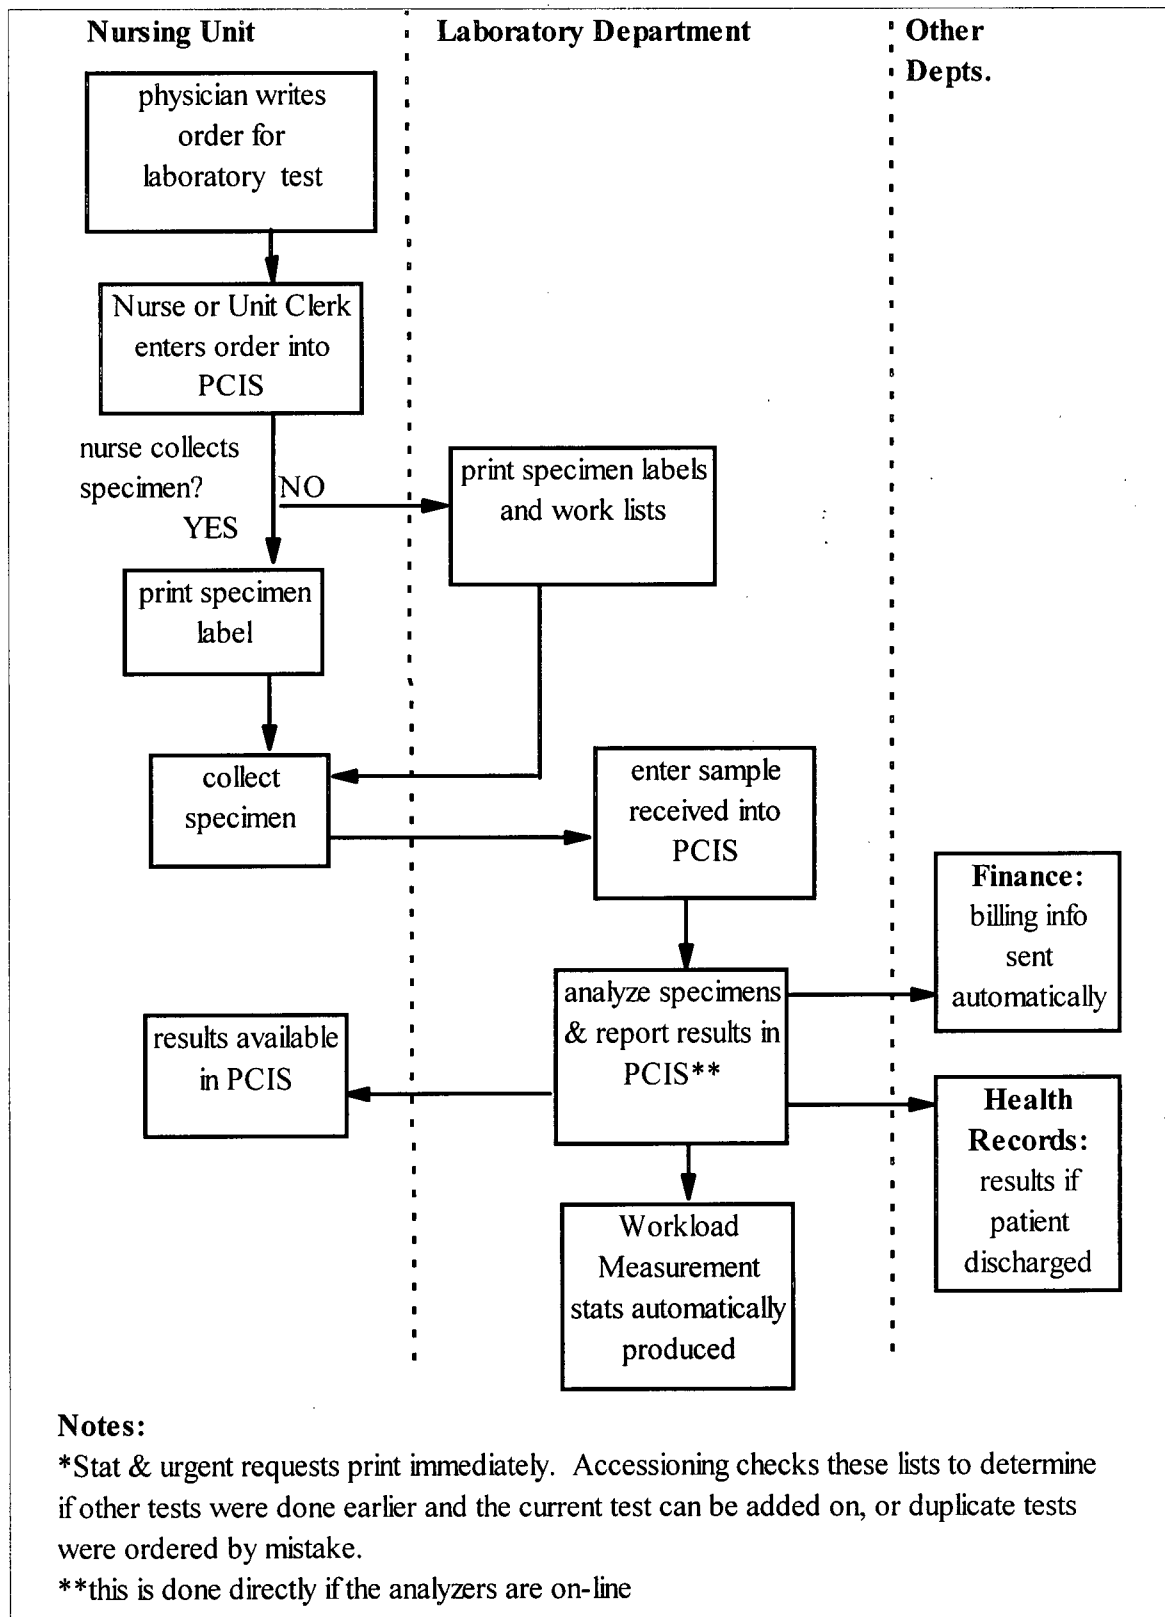 Nursing Unit
Laboratory Department
Other
Depts.
physician writes
order for
laboratory test
Nurse or Unit Clerk
enters order into
PCIS
nurse collects
specimen?
NO
YES
print specimen labels
and work lists
print specimen
label
collect
specimen
enter sample
received into
PCIS
Finance:
billing info
sent
automatically
analyze specimens
& report results in
PCIS**
results available
in PCIS
Health
Records:
results if
patient
discharged
Workload
Measurement
stats automatically
produced
Notes:
*Stat & urgent requests print immediately. Accessioning checks these lists to determine
if other tests were done earlier and the current test can be added on, or duplicate tests
were ordered by mistake.
**this is done directly if the analyzers are on-line